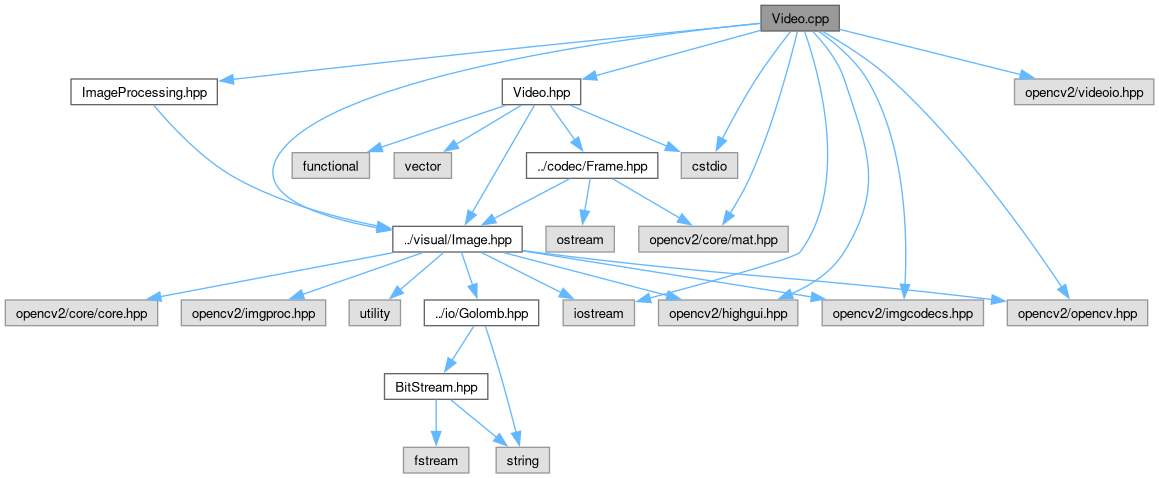 Video.cpp
ImageProcessing.hpp
Video.hpp
opencv2/videoio.hpp
functional
vector
../codec/Frame.hpp
cstdio
../visual/Image.hpp
ostream
opencv2/core/mat.hpp
opencv2/core/core.hpp
opencv2/imgproc.hpp
utility
../io/Golomb.hpp
iostream
opencv2/highgui.hpp
opencv2/imgcodecs.hpp
opencv2/opencv.hpp
BitStream.hpp
fstream
string